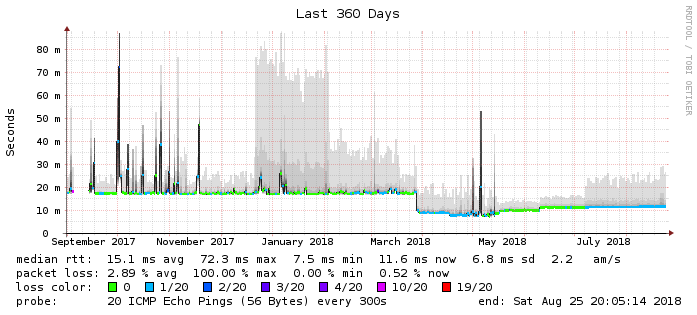 Last 360 Days
RRDTOOL / TOBI OETIKER
Seconds
80 m
70 m
60 m
50 m
40 m
30 m
20 m
10 m
0
September 2017 November 2017 January 2018 March 2018 May 2018 July 2018
median rtt: 15.1 ms avg 72.3 ms max 7.5 ms min 11.6 ms now 6.8 ms sd 2.2 am/s
packet loss: 2.89 % avg 100.00 % max 0.00 % min 0.52 % now
loss color: 0 1/20 2/20 3/20 4/20 10/20 19/20
probe: 20 ICMP Echo Pings (56 Bytes) every 300s end: Sat Aug 25 20:05:14 2018